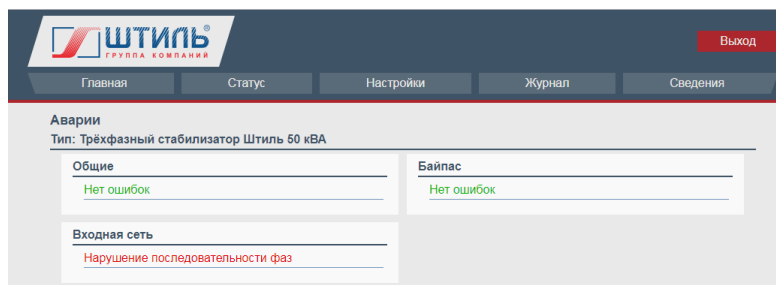 ШТИЛЬ®
ГРУППА КОМПАНИЙ
Выход
Главная Статус Настройки Журнал Сведения
Аварии
Тип: Трёхфазный стабилизатор Штиль 50 кВА
Общие
Нет ошибок
Байпас
Нет ошибок
Входная сеть
Нарушение последовательности фаз